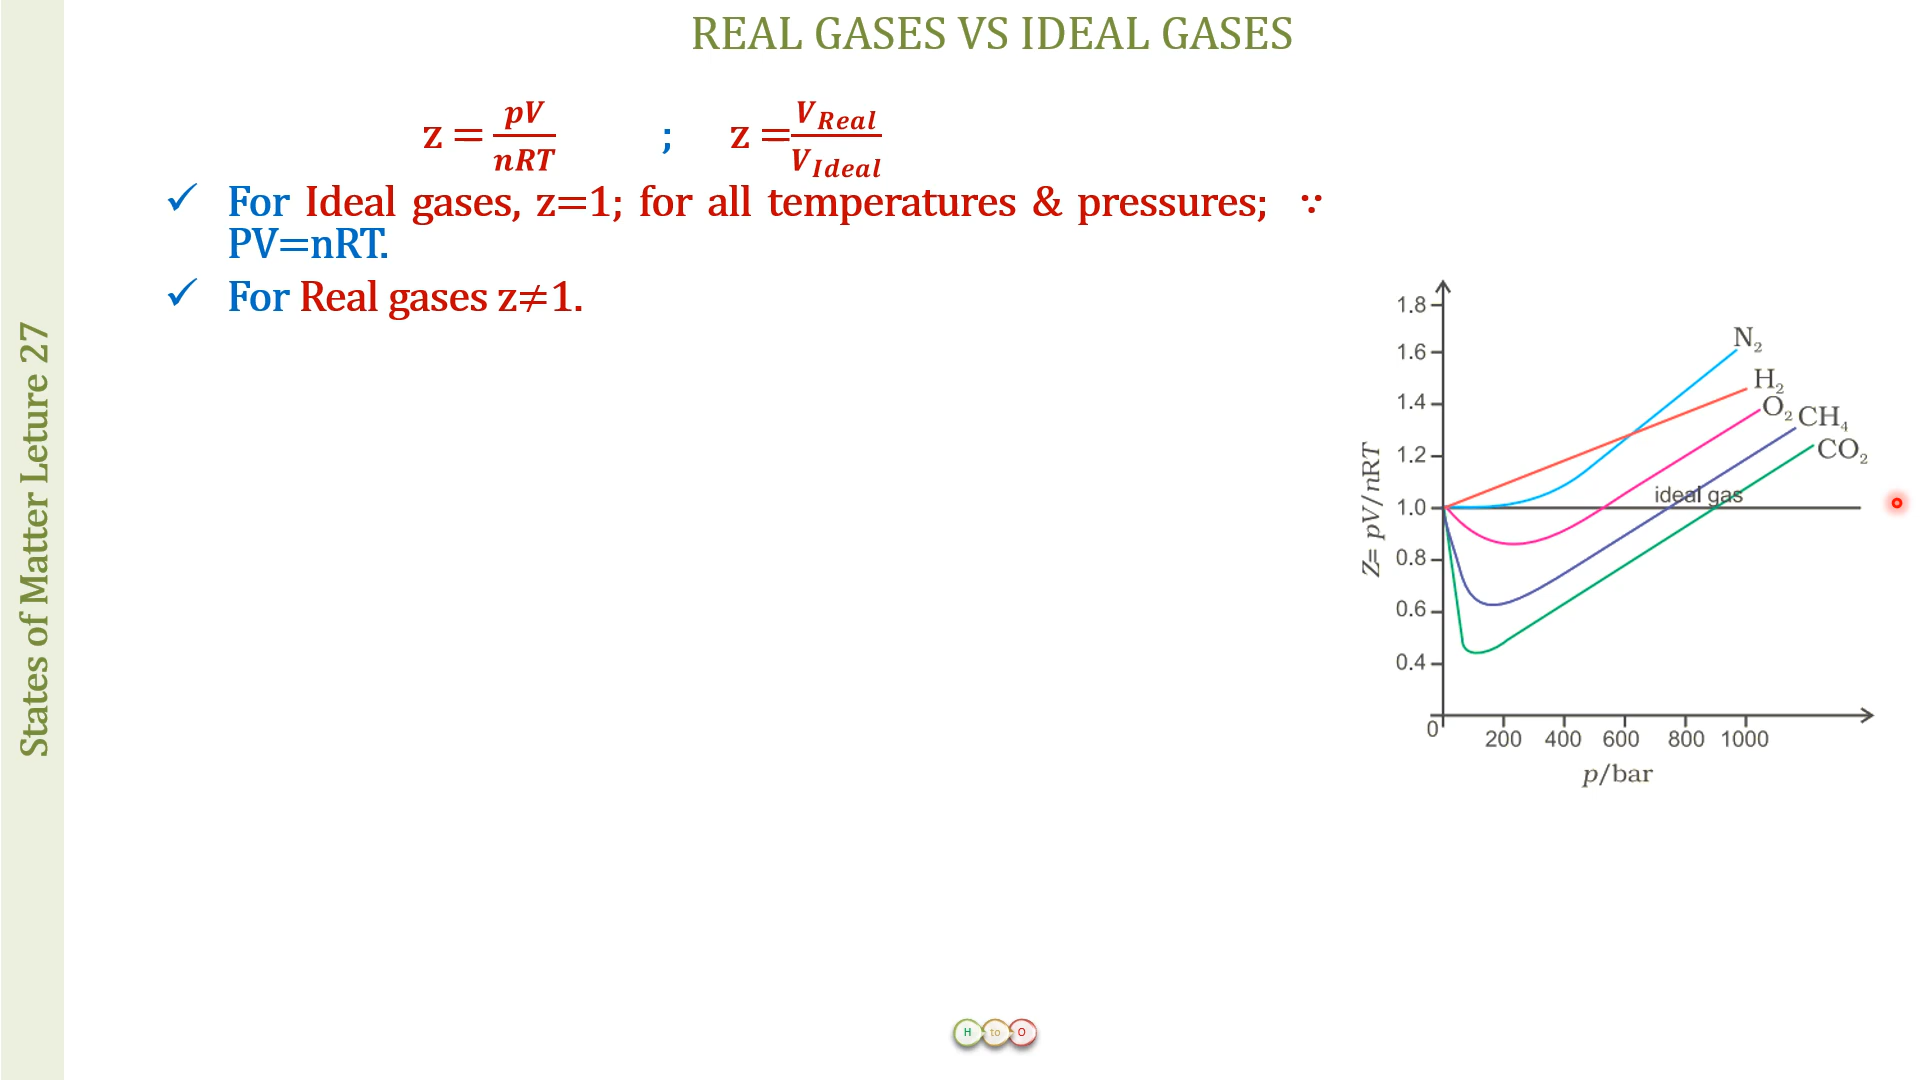 REAL GASES VS IDEAL GASES
z = pV/nRT ; z = V_Real/V_Ideal
✓ For Ideal gases, z=1; for all temperatures & pressures; ∵
PV=nRT.
✓ For Real gases z≠1.
States of Matter Leture 27
1.8
1.6
1.4
1.2
1.0
0.8
0.6
0.4
0
200 400 600 800 1000
p/bar
Z= pV/nRT
N₂
H₂
O₂
CH₄
CO₂
ideal gas
H to O